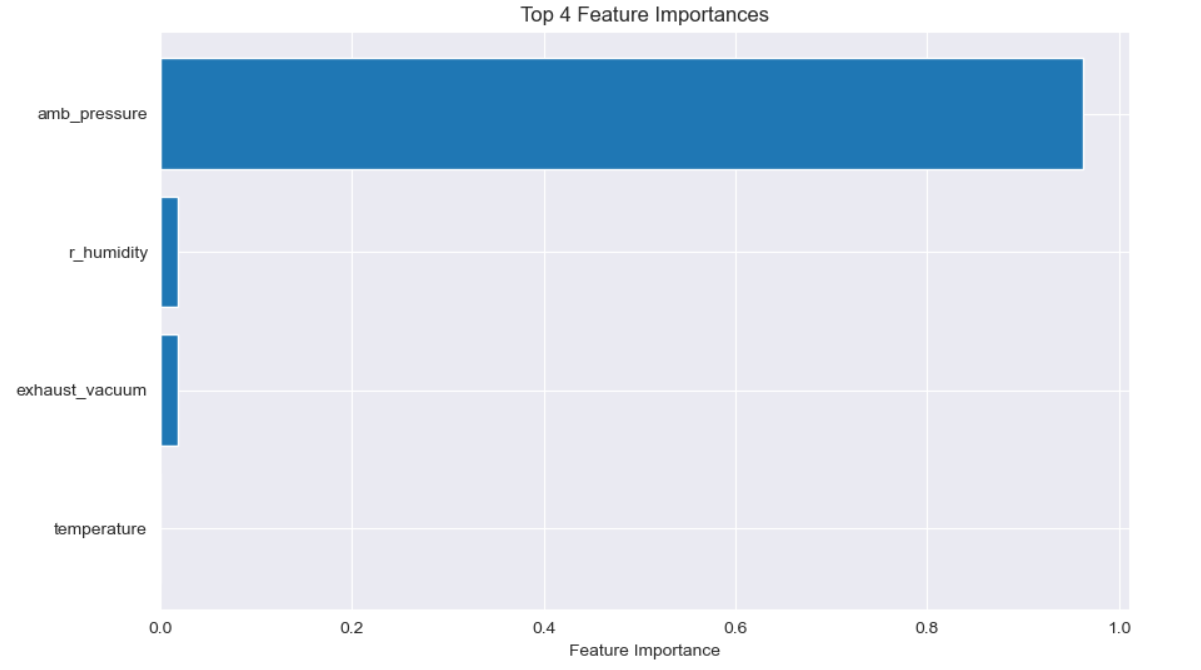 Top 4 Feature Importances
amb_pressure
r_humidity
exhaust_vacuum
temperature
0.0 0.2 0.4 0.6 0.8 1.0
Feature Importance